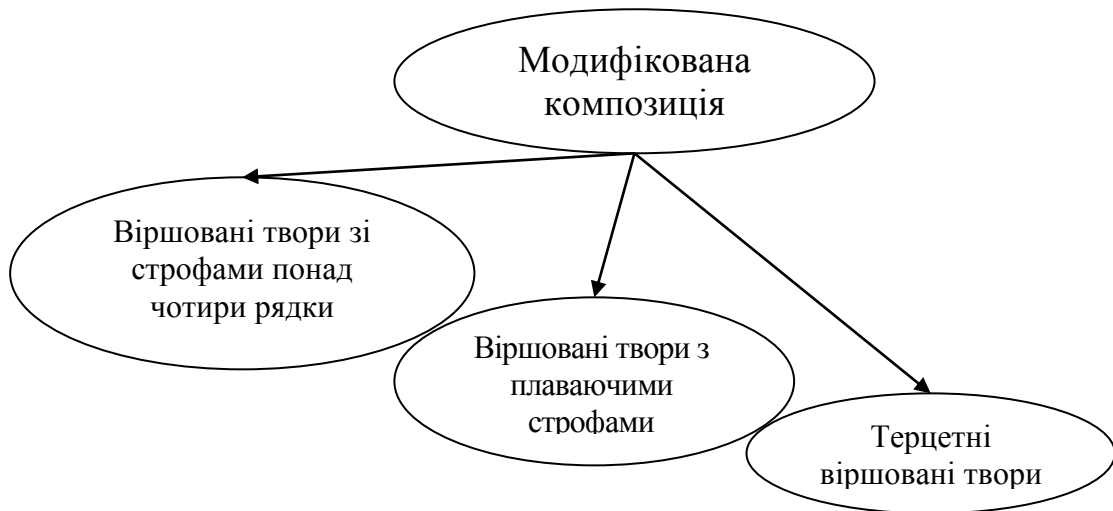 Модифікована
композиція
Віршовані твори зі
строфами понад
чотири рядки
Віршовані твори з
плаваючими
строфами
Терцетні
віршовані твори